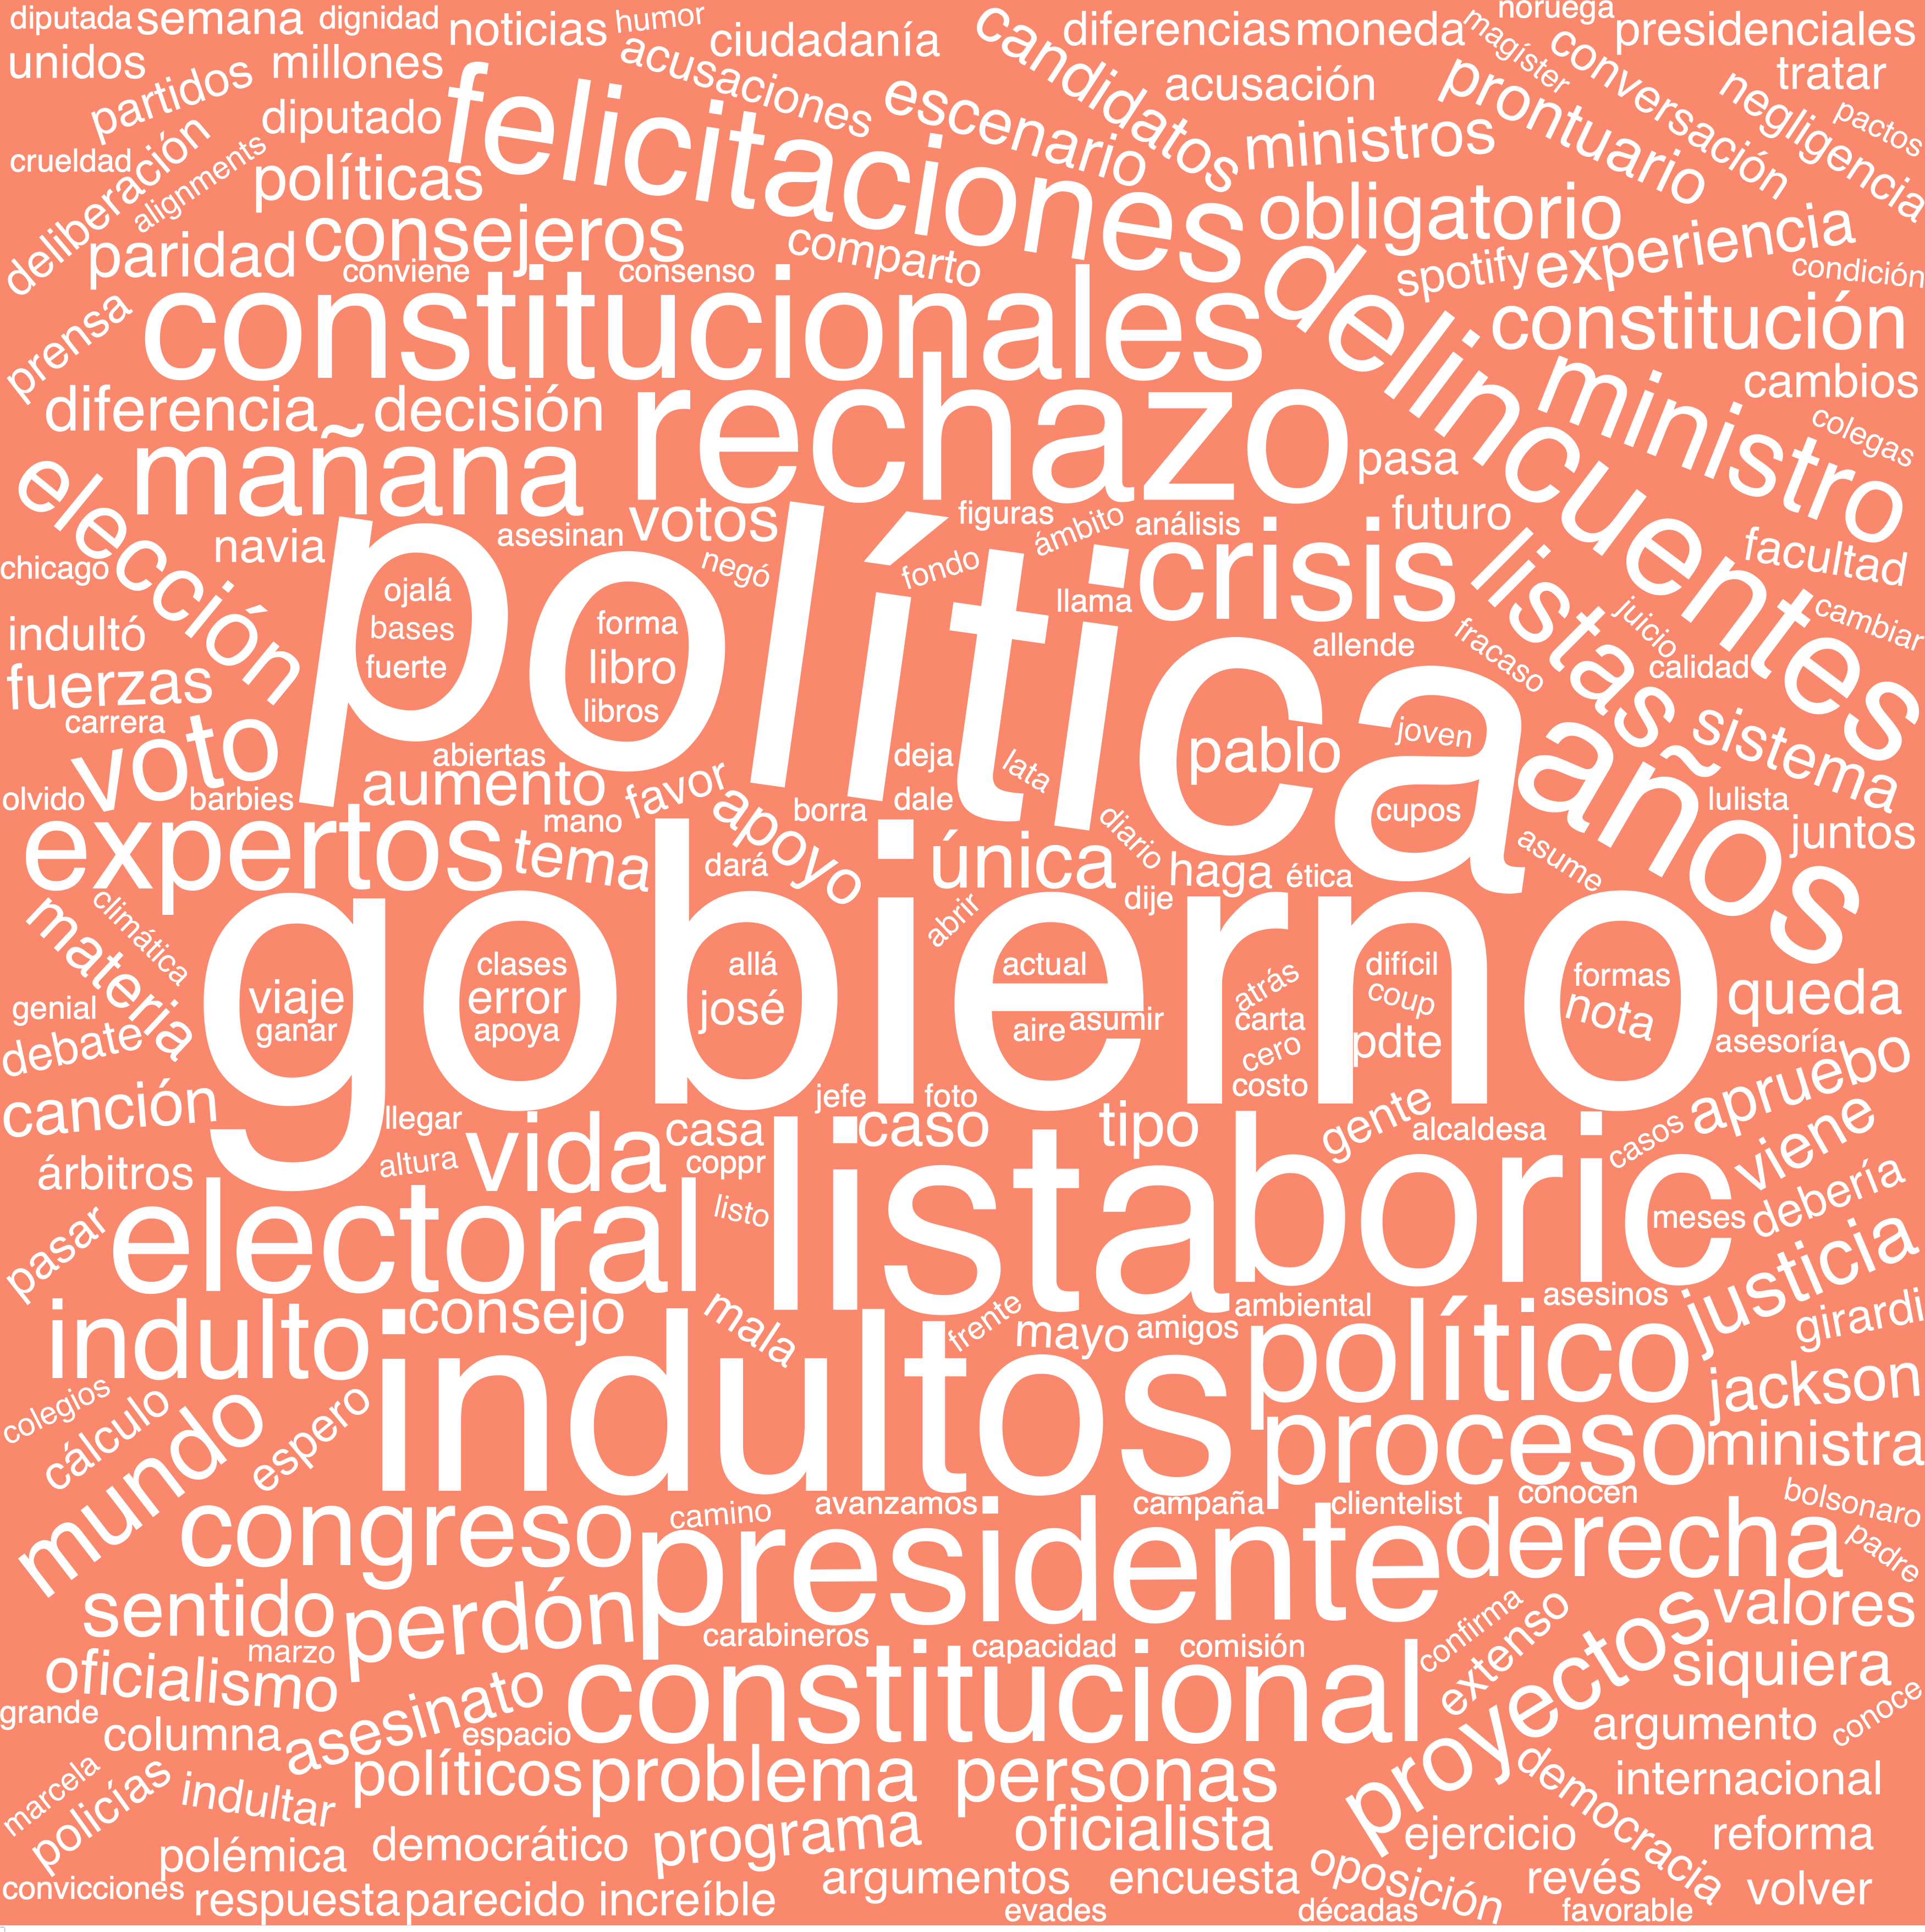 diputada
semana
dignidad
noticias
humor
ciudadanía
candidatos
diferencias
moneda
magíster
noruega
conversación
presidenciales
unidos
partidos
millones
felicitaciones
acusaciones
escenario
acusación
prontuario
negligencia
tratar
pactos
diputado
ministros
crueldad
deliberación
alignments
políticas
obligatorio
paridad
consejeros
comparto
delincuentes
spotify
experiencia
condición
conviene
consenso
prensa
constitucionales
constitución
diferencia
decisión
rechazo
ministro
cambios
colegas
elección
mañana
pasa
navia
asesinan
votos
figuras
ámbito
análisis
futuro
facultad
chicago
política
negó
fondo
crisis
listas
ojalá
bases
fuerte
forma
libro
libros
llama
allende
fracaso
juicio
cambiar
indultó
fuerzas
calidad
carrera
voto
abiertas
deja
lata
pablo
joven
años
sistema
olvido
barbies
aumento
favor
apoyo
borra
dale
diario
cupos
lulista
juntos
expertos
mano
tema
dará
única
haga
ética
asume
materia
climática
gobierno
abrir
dije
viaje
ganar
clases
error
apoya
allá
josé
actual
aire
asumir
atrás
carta
cero
costo
difícil
coup
pdte
formas
nota
queda
genial
debate
asesoría
canción
llegar
jefe
foto
apruebo
árbitros
altura
vida
casa
coppr
caso
tipo
gente
alcaldesa
casos
viene
pasar
electoral
listo
lista
boric
meses
debería
justicia
indulto
consejo
mala
frente
mayo
amigos
ambiental
asesinos
girardi
colegios
cálculo
espero
indultos
político
jackson
mundo
proceso
ministra
congreso
camino
avanzamos
campaña
clientelist
conocen
bolsonaro
presidente
derecha
padre
sentido
perdón
proyectos
valores
marzo
carabineros
capacidad
comisión
confirma
extenso
siquiera
oficialismo
constitucional
grande
columna
asesinato
espacio
argumento
conoce
marcela
policías
indultar
políticos
problema
personas
democracia
internacional
polémica
democrático
programa
oficialista
ejercicio
reforma
convicciones
respuesta
parecido
increíble
argumentos
encuesta
oposición
revés
volver
evades
décadas
favorable